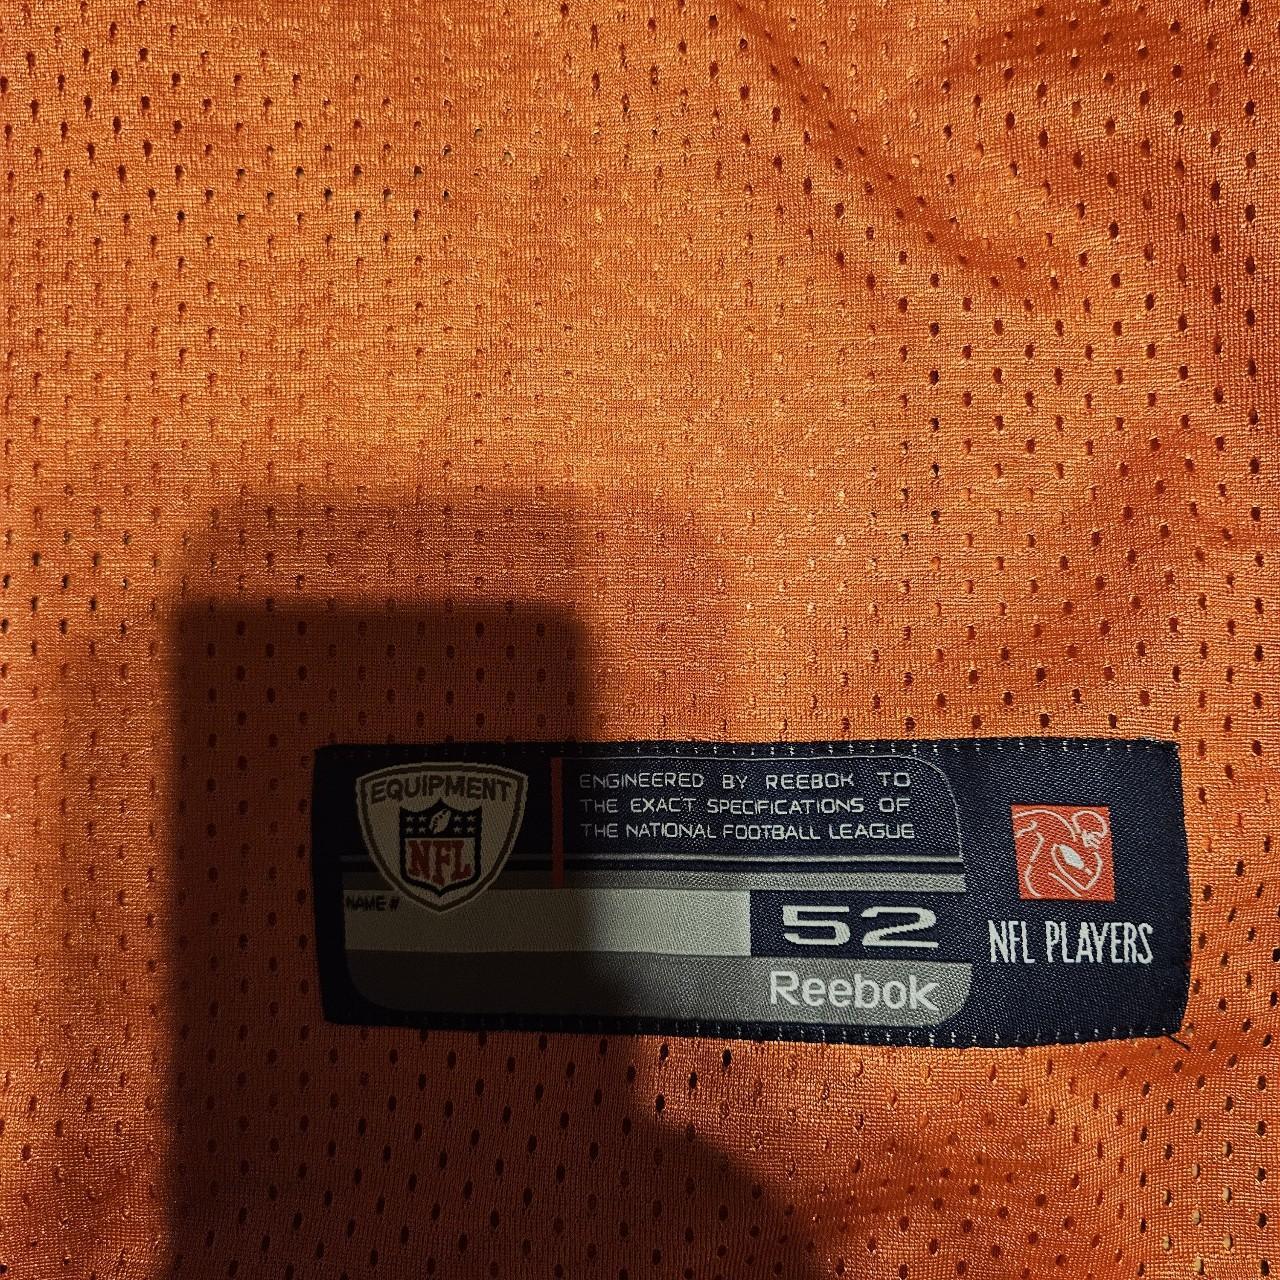 EQUIPMENT
NFL
ENGINEERED BY REEBOK TO
THE EXACT SPECIFICATIONS OF
THE NATIONAL FOOTBALL LEAGUE
NAME #
52
Reebok
NFL PLAYERS